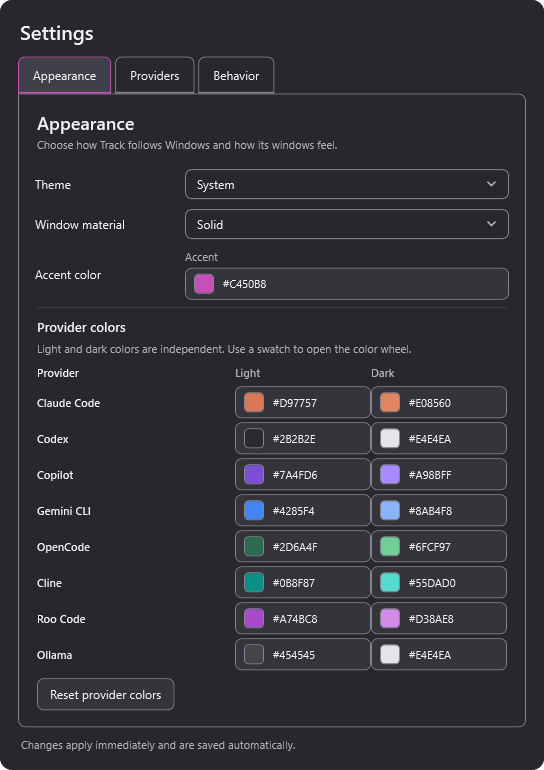 Settings
Appearance
Providers
Behavior
Appearance
Choose how Track follows Windows and how its windows feel.
Theme
System
Window material
Solid
Accent
Accent color
#C450B8
Provider colors
Light and dark colors are independent. Use a swatch to open the color wheel.
Provider Light Dark
Claude Code #D97757 #E08560
Codex #2B2B2E #E4E4EA
Copilot #7A4FD6 #A98BFF
Gemini CLI #4285F4 #8AB4F8
OpenCode #2D6A4F #6FCF97
Cline #0B8F87 #55DAD0
Roo Code #A74BC8 #D38AE8
Ollama #454545 #E4E4EA
Reset provider colors
Changes apply immediately and are saved automatically.